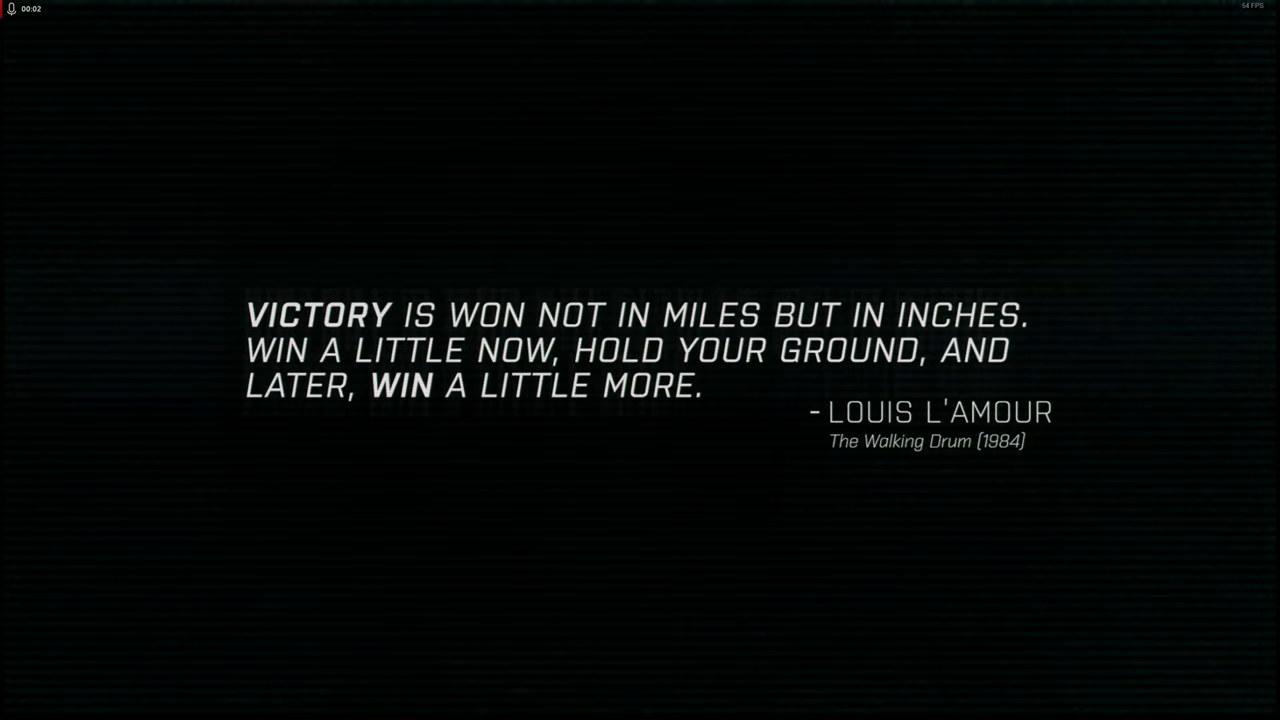 00:02
54 FPS
VICTORY IS WON NOT IN MILES BUT IN INCHES.
WIN A LITTLE NOW, HOLD YOUR GROUND, AND
LATER, WIN A LITTLE MORE.
- LOUIS L'AMOUR
The Walking Drum (1984)